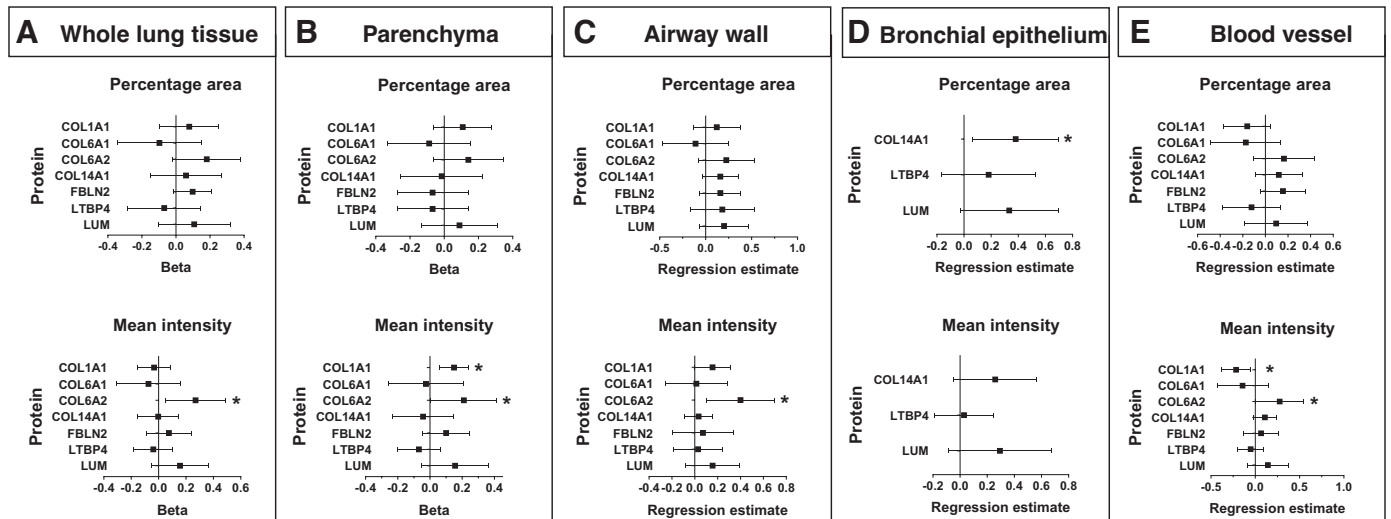 A Whole lung tissue
Percentage area
Protein
COL1A1
COL6A1
COL6A2
COL14A1
FBLN2
LTBP4
LUM
-0.4 -0.2 0.0 0.2 0.4
Beta
Mean intensity
Protein
COL1A1
COL6A1
COL6A2 *
COL14A1
FBLN2
LTBP4
LUM
-0.4 -0.2 0.0 0.2 0.4 0.6
Beta
B Parenchyma
Percentage area
Protein
COL1A1
COL6A1
COL6A2
COL14A1
FBLN2
LTBP4
LUM
-0.4 -0.2 0.0 0.2 0.4
Beta
Mean intensity
Protein
COL1A1 *
COL6A1
COL6A2 *
COL14A1
FBLN2
LTBP4
LUM
-0.4 -0.2 0.0 0.2 0.4
Beta
C Airway wall
Percentage area
Protein
COL1A1
COL6A1
COL6A2
COL14A1
FBLN2
LTBP4
LUM
-0.5 0.0 0.5 1.0
Regression estimate
Mean intensity
Protein
COL1A1
COL6A1
COL6A2 *
COL14A1
FBLN2
LTBP4
LUM
-0.4 -0.2 0.0 0.2 0.4 0.6 0.8
Regression estimate
D Bronchial epithelium
Percentage area
Protein
COL14A1 *
LTBP4
LUM
-0.2 0.0 0.2 0.4 0.6 0.8
Regression estimate
Mean intensity
Protein
COL14A1
LTBP4
LUM
-0.2 0.0 0.2 0.4 0.6 0.8
Regression estimate
E Blood vessel
Percentage area
Protein
COL1A1
COL6A1
COL6A2
COL14A1
FBLN2
LTBP4
LUM
-0.6 -0.4 -0.2 0.0 0.2 0.4 0.6
Regression estimate
Mean intensity
Protein
COL1A1 *
COL6A1
COL6A2 *
COL14A1
FBLN2
LTBP4
LUM
-0.5 0.0 0.5 1.0
Regression estimate